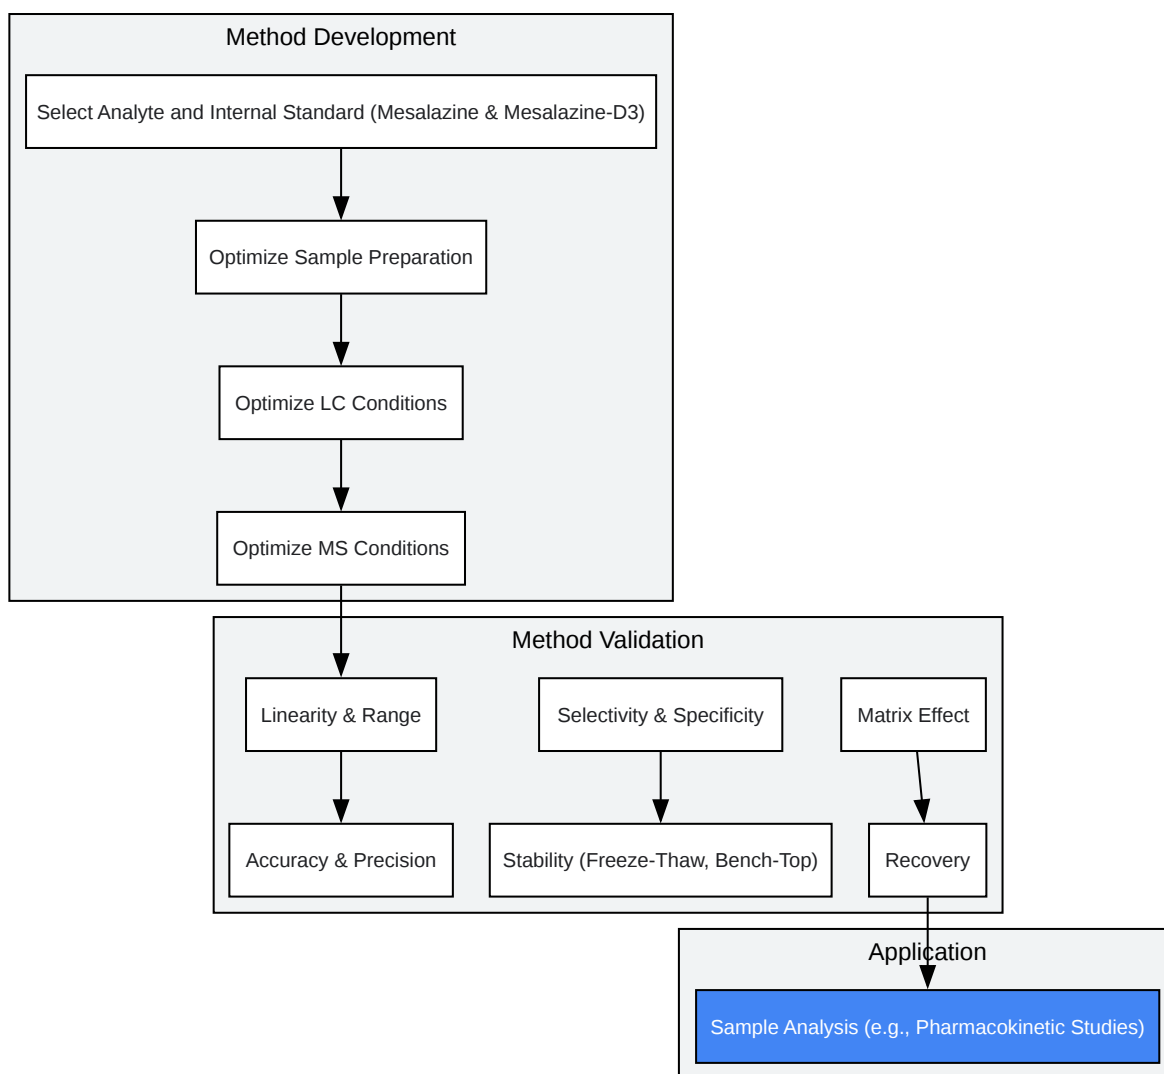 Method Development
Select Analyte and Internal Standard (Mesalazine & Mesalazine-D3)
Optimize Sample Preparation
Optimize LC Conditions
Optimize MS Conditions
Method Validation
Linearity & Range
Selectivity & Specificity
Matrix Effect
Accuracy & Precision
Stability (Freeze-Thaw, Bench-Top)
Recovery
Application
Sample Analysis (e.g., Pharmacokinetic Studies)